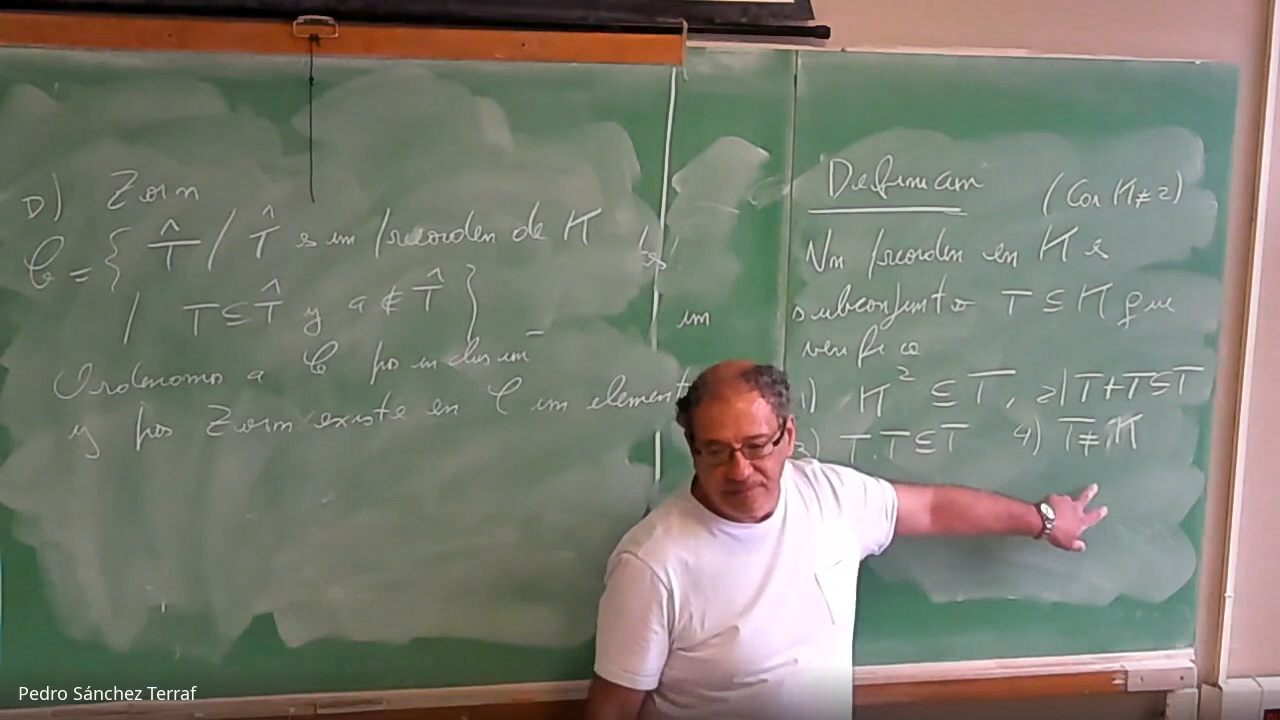 D) Zorn
C = { T̂ / T̂ es un preorden de K
/ T ⊆ T̂ y a ∉ T̂ }
Ordenamos a C por inclusión
y por Zorn existe en C un elemento
un
Definición (Car K ≠ 2)
Un preorden en K es
subconjunto T ⊆ K que
verifica
1) K² ⊆ T, 2) T+T ⊆ T
3) T.T ⊆ T 4) T ≠ K
Pedro Sánchez Terraf